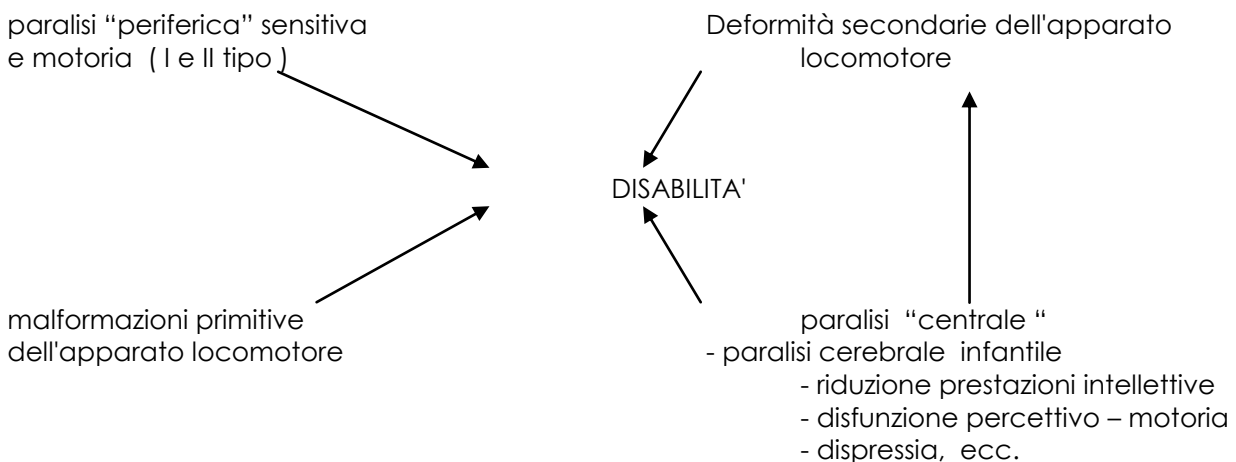 paralisi “periferica” sensitiva
e motoria ( I e II tipo )
Deformità secondarie dell'apparato
locomotore
DISABILITA'
malformazioni primitive
dell'apparato locomotore
paralisi “centrale “
- paralisi cerebrale infantile
- riduzione prestazioni intellettive
- disfunzione percettivo – motoria
- dispressia, ecc.